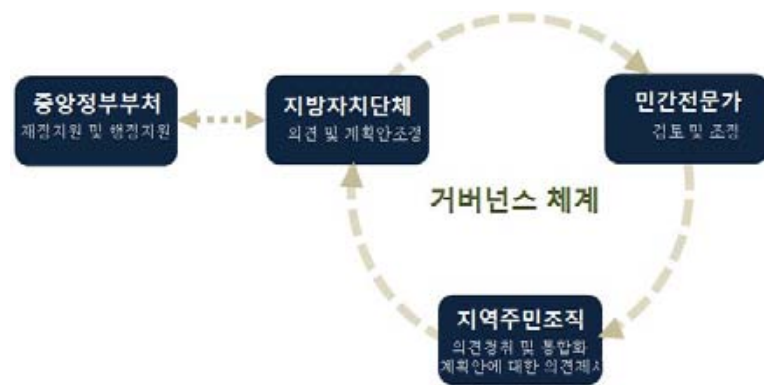 중앙정부부처
재정지원 및 행정지원
지방자치단체
의견 및 계획안조정
민간전문가
검토 및 조정
거버넌스 체계
지역주민조직
의견청취 및 통합화
계획안에 대한 의견제시